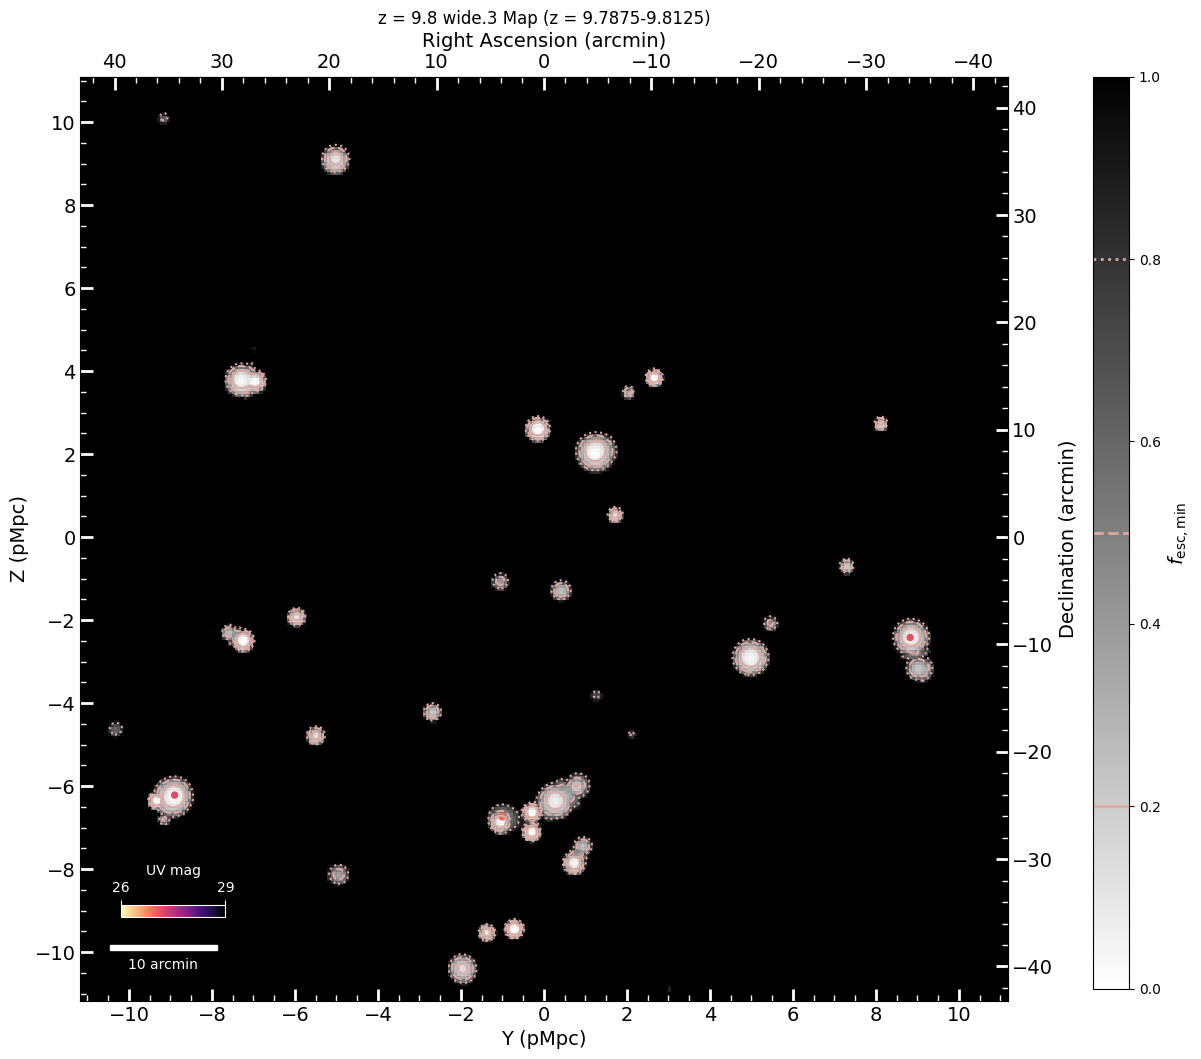 z = 9.8 wide.3 Map (z = 9.7875-9.8125)
Right Ascension (arcmin)
40 30 20 10 0 −10 −20 −30 −40
10
8
6
4
2
0
−2
−4
−6
−8
−10
Z (pMpc)
UV mag
26 29
10 arcmin
−10 −8 −6 −4 −2 0 2 4 6 8 10
Y (pMpc)
40
30
20
10
0
−10
−20
−30
−40
Declination (arcmin)
1.0
0.8
0.6
0.4
0.2
0.0
f_esc,min